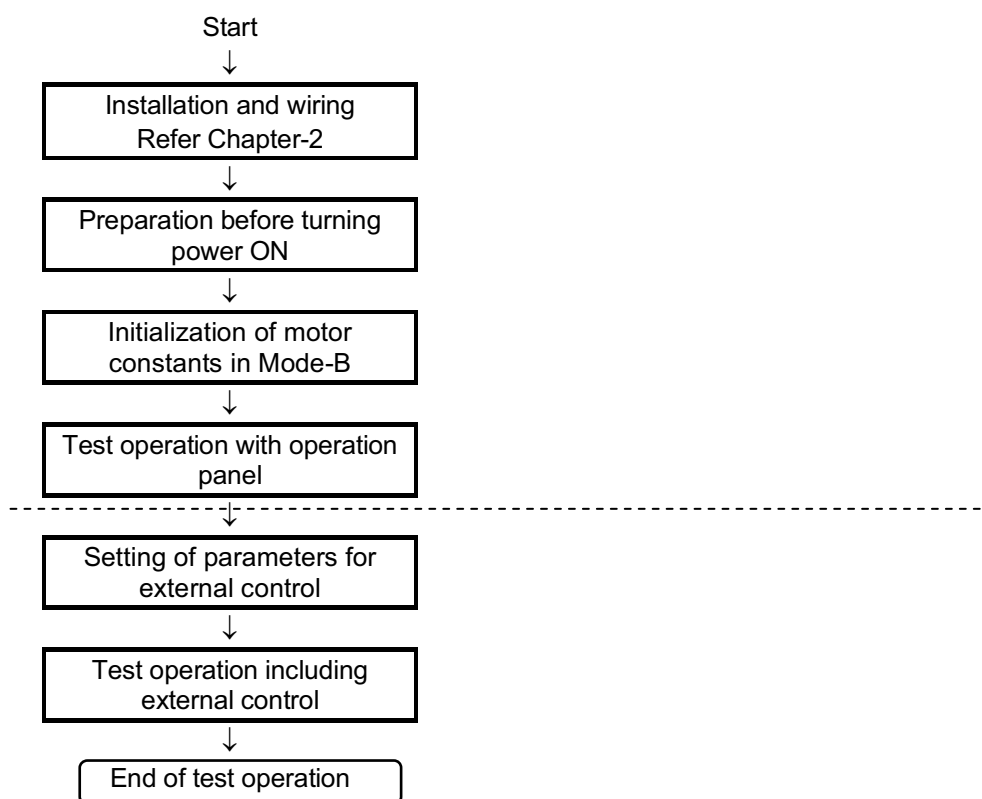 Start
Installation and wiring
Refer Chapter-2
Preparation before turning
power ON
Initialization of motor
constants in Mode-B
Test operation with operation
panel
Setting of parameters for
external control
Test operation including
external control
End of test operation